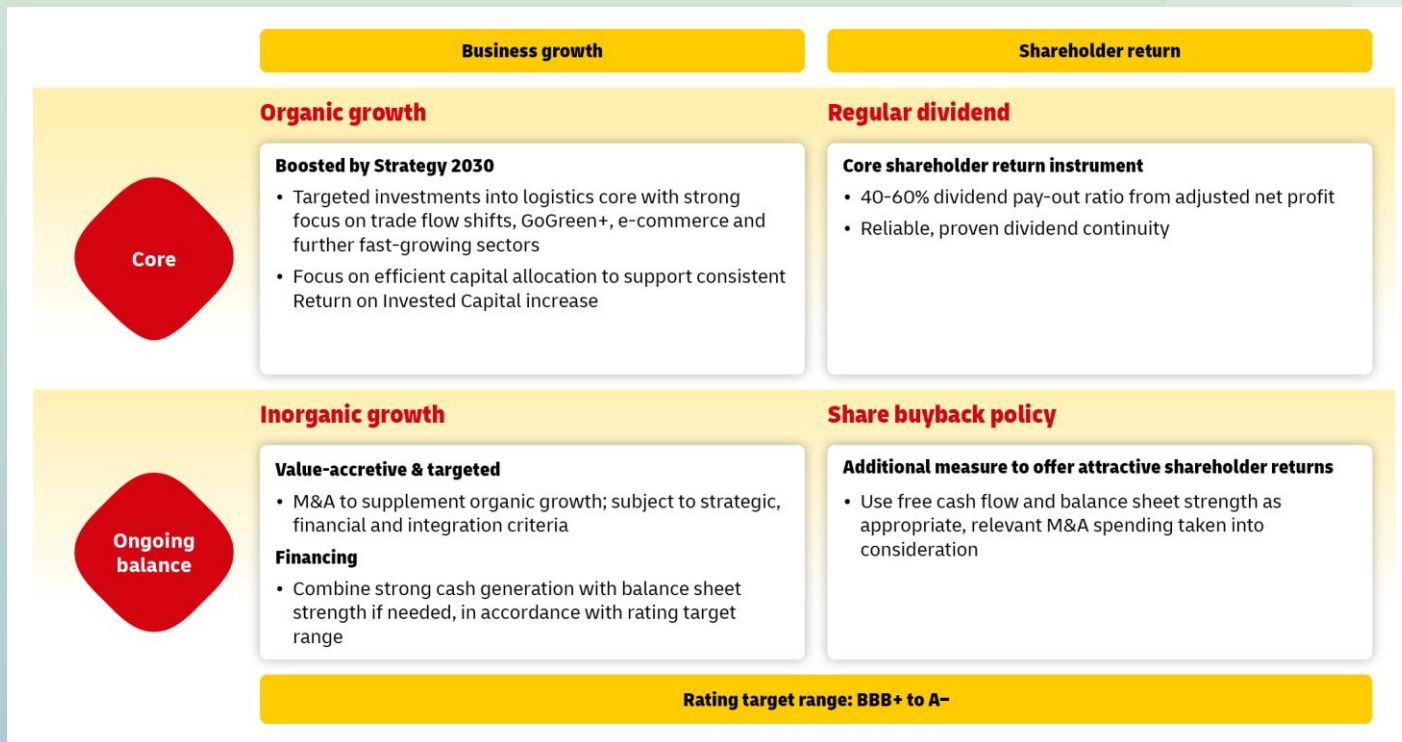 Business growth
Shareholder return
Core
Organic growth
Boosted by Strategy 2030
• Targeted investments into logistics core with strong
focus on trade flow shifts, GoGreen+, e-commerce and
further fast-growing sectors
• Focus on efficient capital allocation to support consistent
Return on Invested Capital increase
Regular dividend
Core shareholder return instrument
• 40-60% dividend pay-out ratio from adjusted net profit
• Reliable, proven dividend continuity
Ongoing
balance
Inorganic growth
Value-accretive & targeted
• M&A to supplement organic growth; subject to strategic,
financial and integration criteria
Financing
• Combine strong cash generation with balance sheet
strength if needed, in accordance with rating target
range
Share buyback policy
Additional measure to offer attractive shareholder returns
• Use free cash flow and balance sheet strength as
appropriate, relevant M&A spending taken into
consideration
Rating target range: BBB+ to A–